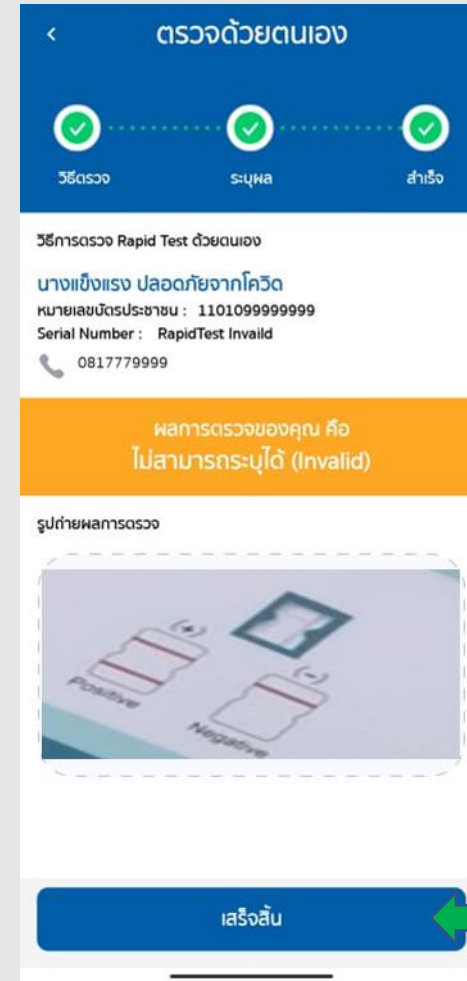 ตรวจด้วยตนเอง
วิธีตรวจ
ระบุผล
สำเร็จ
วิธีการตรวจ Rapid Test ด้วยตนเอง
นางแข็งแรง ปลอดภัยจากโควิด
หมายเลขบัตรประชาชน : 1101099999999
Serial Number : RapidTest Invaild
0817779999
ผลการตรวจของคุณ คือ
ไม่สามารถระบุได้ (Invalid)
รูปถ่ายผลการตรวจ
(+)
Positive
(-)
Negative
เสร็จสิ้น